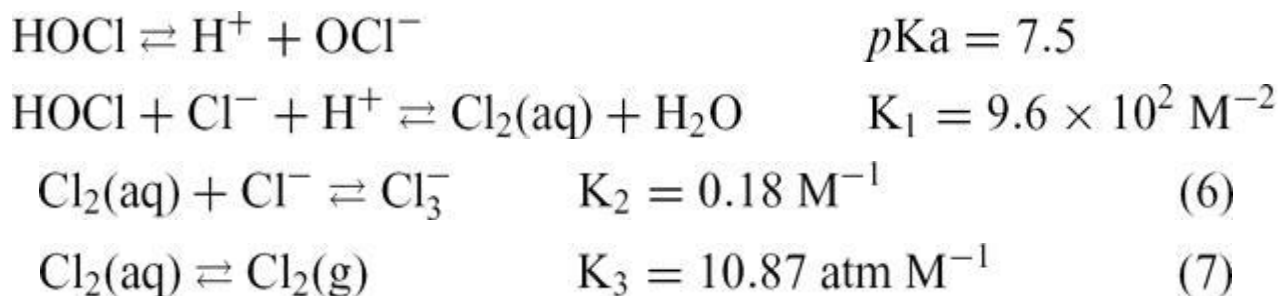 HOCl ⇄ H⁺ + OCl⁻ pKa = 7.5
HOCl + Cl⁻ + H⁺ ⇄ Cl₂(aq) + H₂O K₁ = 9.6 × 10² M⁻²
Cl₂(aq) + Cl⁻ ⇄ Cl₃⁻ K₂ = 0.18 M⁻¹ (6)
Cl₂(aq) ⇄ Cl₂(g) K₃ = 10.87 atm M⁻¹ (7)